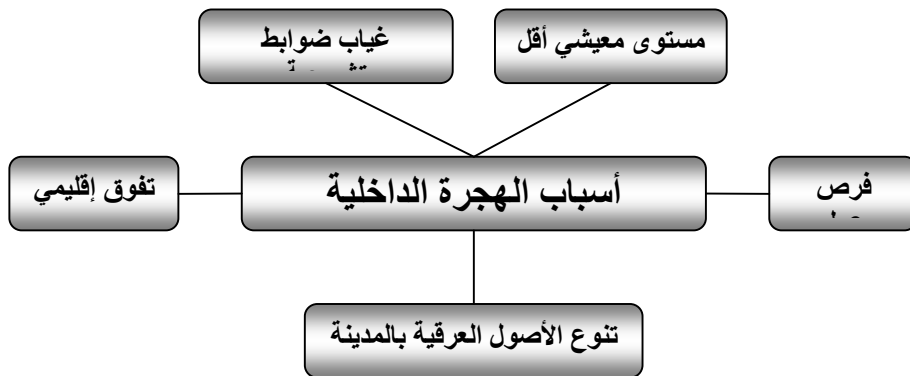 غياب ضوابط
مستوى معيشي أقل
تفوق إقليمي
أسباب الهجرة الداخلية
فرص
تنوع الأصول العرقية بالمدينة